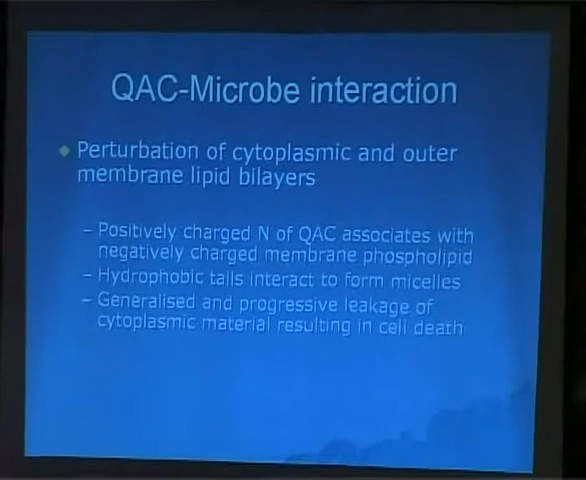 QAC-Microbe interaction
Perturbation of cytoplasmic and outer
membrane lipid bilayers
– Positively charged N of QAC associates with
negatively charged membrane phospholipid
– Hydrophobic tails interact to form micelles
– Generalised and progressive leakage of
cytoplasmic material resulting in cell death